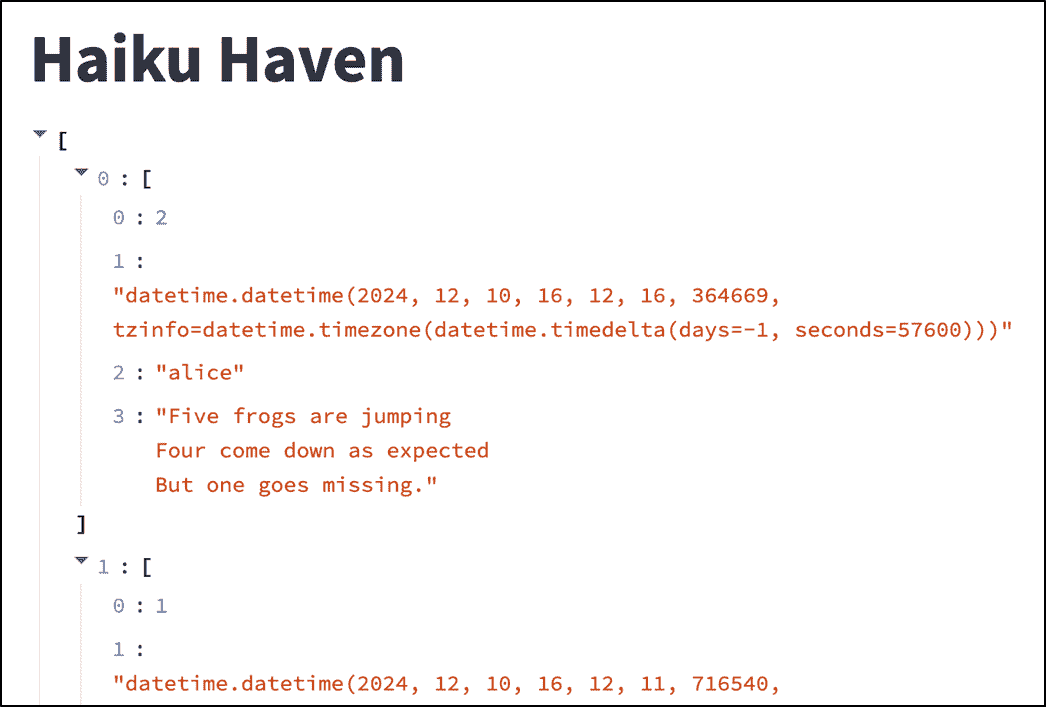 Haiku Haven
[
0 : [
0 : 2
1 :
"datetime.datetime(2024, 12, 10, 16, 12, 16, 364669,
tzinfo=datetime.timezone(datetime.timedelta(days=-1, seconds=57600)))"
2 : "alice"
3 : "Five frogs are jumping
Four come down as expected
But one goes missing."
]
1 : [
0 : 1
1 :
"datetime.datetime(2024, 12, 10, 16, 12, 11, 716540,